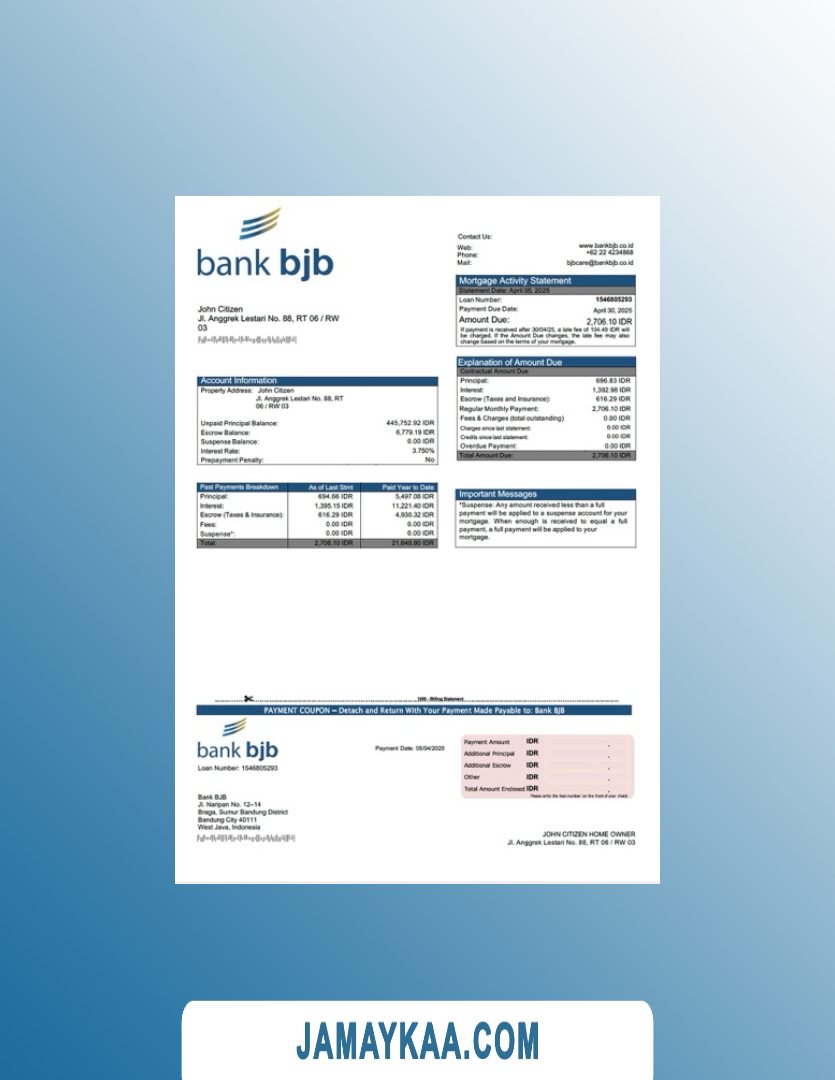 bank bjb
Contact Us:
Web: www.bankbjb.co.id
Phone: +62 22 4234868
Mail: bjbcare@bankbjb.co.id
Mortgage Activity Statement
Statement Date: April 05, 2025
Loan Number: 1546805293
Payment Due Date: April 30, 2025
Amount Due: 2,706.10 IDR
If payment is received after 30/04/25, a late fee of 104.49 IDR will
be charged. If the Amount Due changes, the late fee may also
change based on the terms of your mortgage.
John Citizen
Jl. Anggrek Lestari No. 88, RT 06 / RW
03
Explanation of Amount Due
Contractual Amount Due
Principal: 696.83 IDR
Interest: 1,392.98 IDR
Escrow (Taxes and Insurance): 616.29 IDR
Regular Monthly Payment: 2,706.10 IDR
Fees & Charges (total outstanding) 0.00 IDR
Charges since last statement: 0.00 IDR
Credits since last statement: 0.00 IDR
Overdue Payment: 0.00 IDR
Total Amount Due: 2,706.10 IDR
Account Information
Property Address: John Citizen
Jl. Anggrek Lestari No. 88, RT
06 / RW 03
Unpaid Principal Balance: 445,752.92 IDR
Escrow Balance: 6,779.19 IDR
Suspense Balance: 0.00 IDR
Interest Rate: 3.750%
Prepayment Penalty: No
Past Payments Breakdown As of Last Stmt Paid Year to Date
Principal: 694.66 IDR 5,497.08 IDR
Interest: 1,395.15 IDR 11,221.40 IDR
Escrow (Taxes & Insurance): 616.29 IDR 4,930.32 IDR
Fees: 0.00 IDR 0.00 IDR
Suspense*: 0.00 IDR 0.00 IDR
Total: 2,706.10 IDR 21,648.80 IDR
Important Messages
*Suspense: Any amount received less than a full
payment will be applied to a suspense account for your
mortgage. When enough is received to equal a full
payment, a full payment will be applied to your
mortgage.
Billing Statement
PAYMENT COUPON – Detach and Return With Your Payment Made Payable to: Bank BJB
bank bjb
Loan Number: 1546805293
Payment Date: 05/04/2025
Payment Amount IDR
Additional Principal IDR
Additional Escrow IDR
Other IDR
Total Amount Enclosed IDR
Please write the loan number on the front of your check.
Bank BJB
Jl. Naripan No. 12–14
Braga, Sumur Bandung District
Bandung City 40111
West Java, Indonesia
JOHN CITIZEN HOME OWNER
Jl. Anggrek Lestari No. 88, RT 06 / RW 03
JAMAYKAA.COM